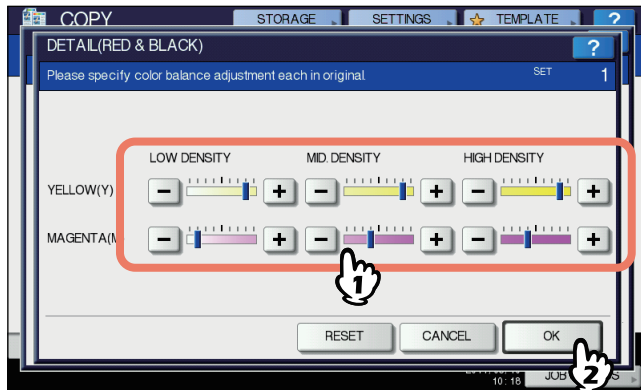 COPY STORAGE SETTINGS TEMPLATE ?
DETAIL(RED & BLACK) ?
Please specify color balance adjustment each in original. SET 1
LOW DENSITY MID. DENSITY HIGH DENSITY
YELLOW(Y) - + - + - +
MAGENTA(M - + - + - +
1
RESET CANCEL OK
10:18 JOB S
2